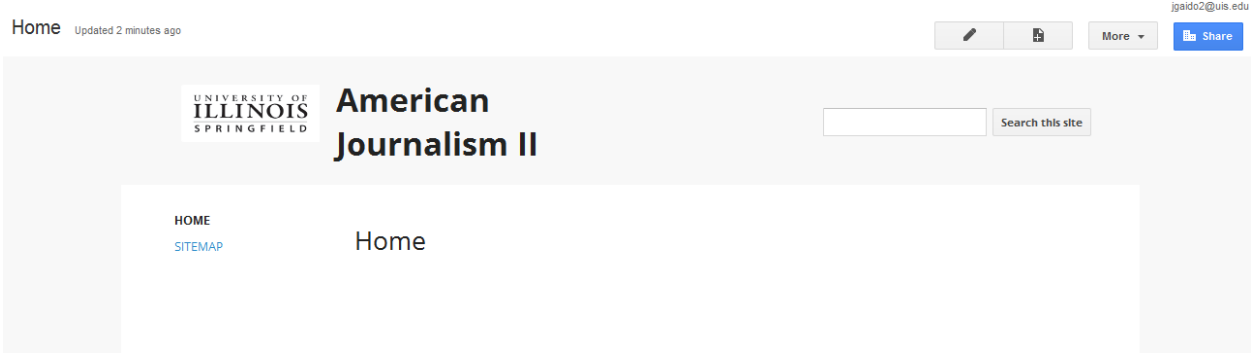 jgaido2@uis.edu
Home Updated 2 minutes ago
More
Share
UNIVERSITY OF
ILLINOIS
SPRINGFIELD
American
Journalism II
Search this site
HOME
SITEMAP
Home